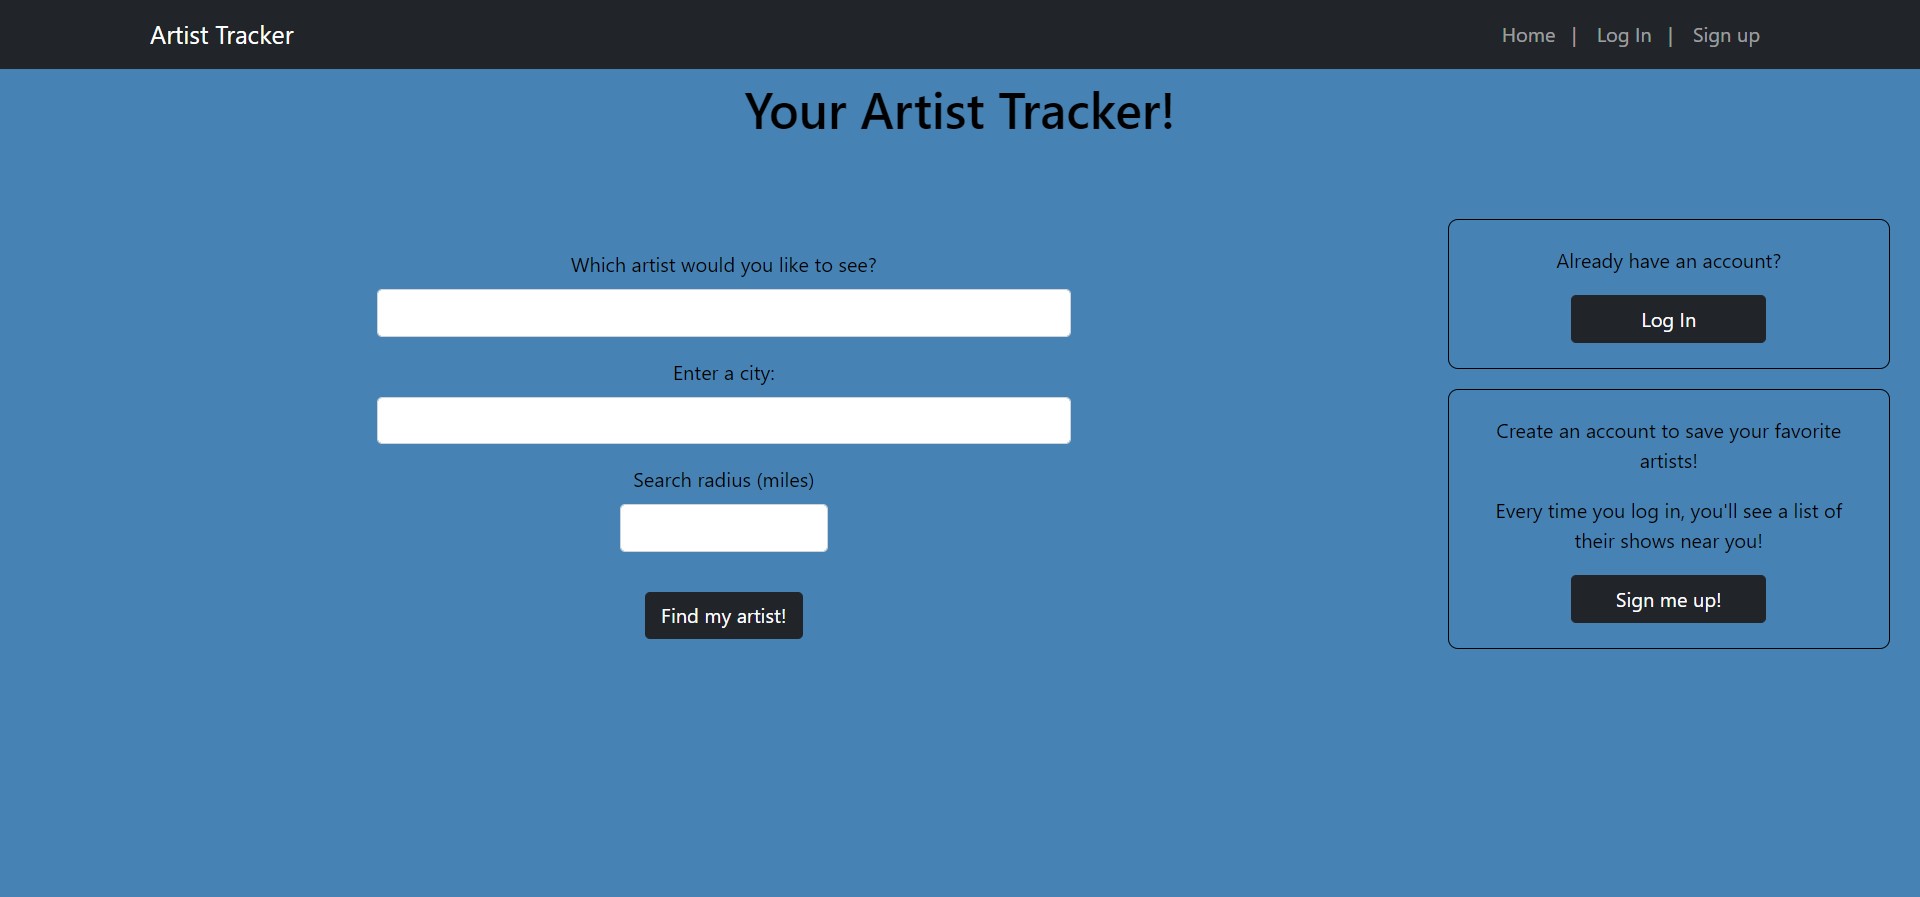 Artist Tracker
Home | Log In | Sign up
Your Artist Tracker!
Which artist would you like to see?
Enter a city:
Search radius (miles)
Find my artist!
Already have an account?
Log In
Create an account to save your favorite
artists!
Every time you log in, you'll see a list of
their shows near you!
Sign me up!